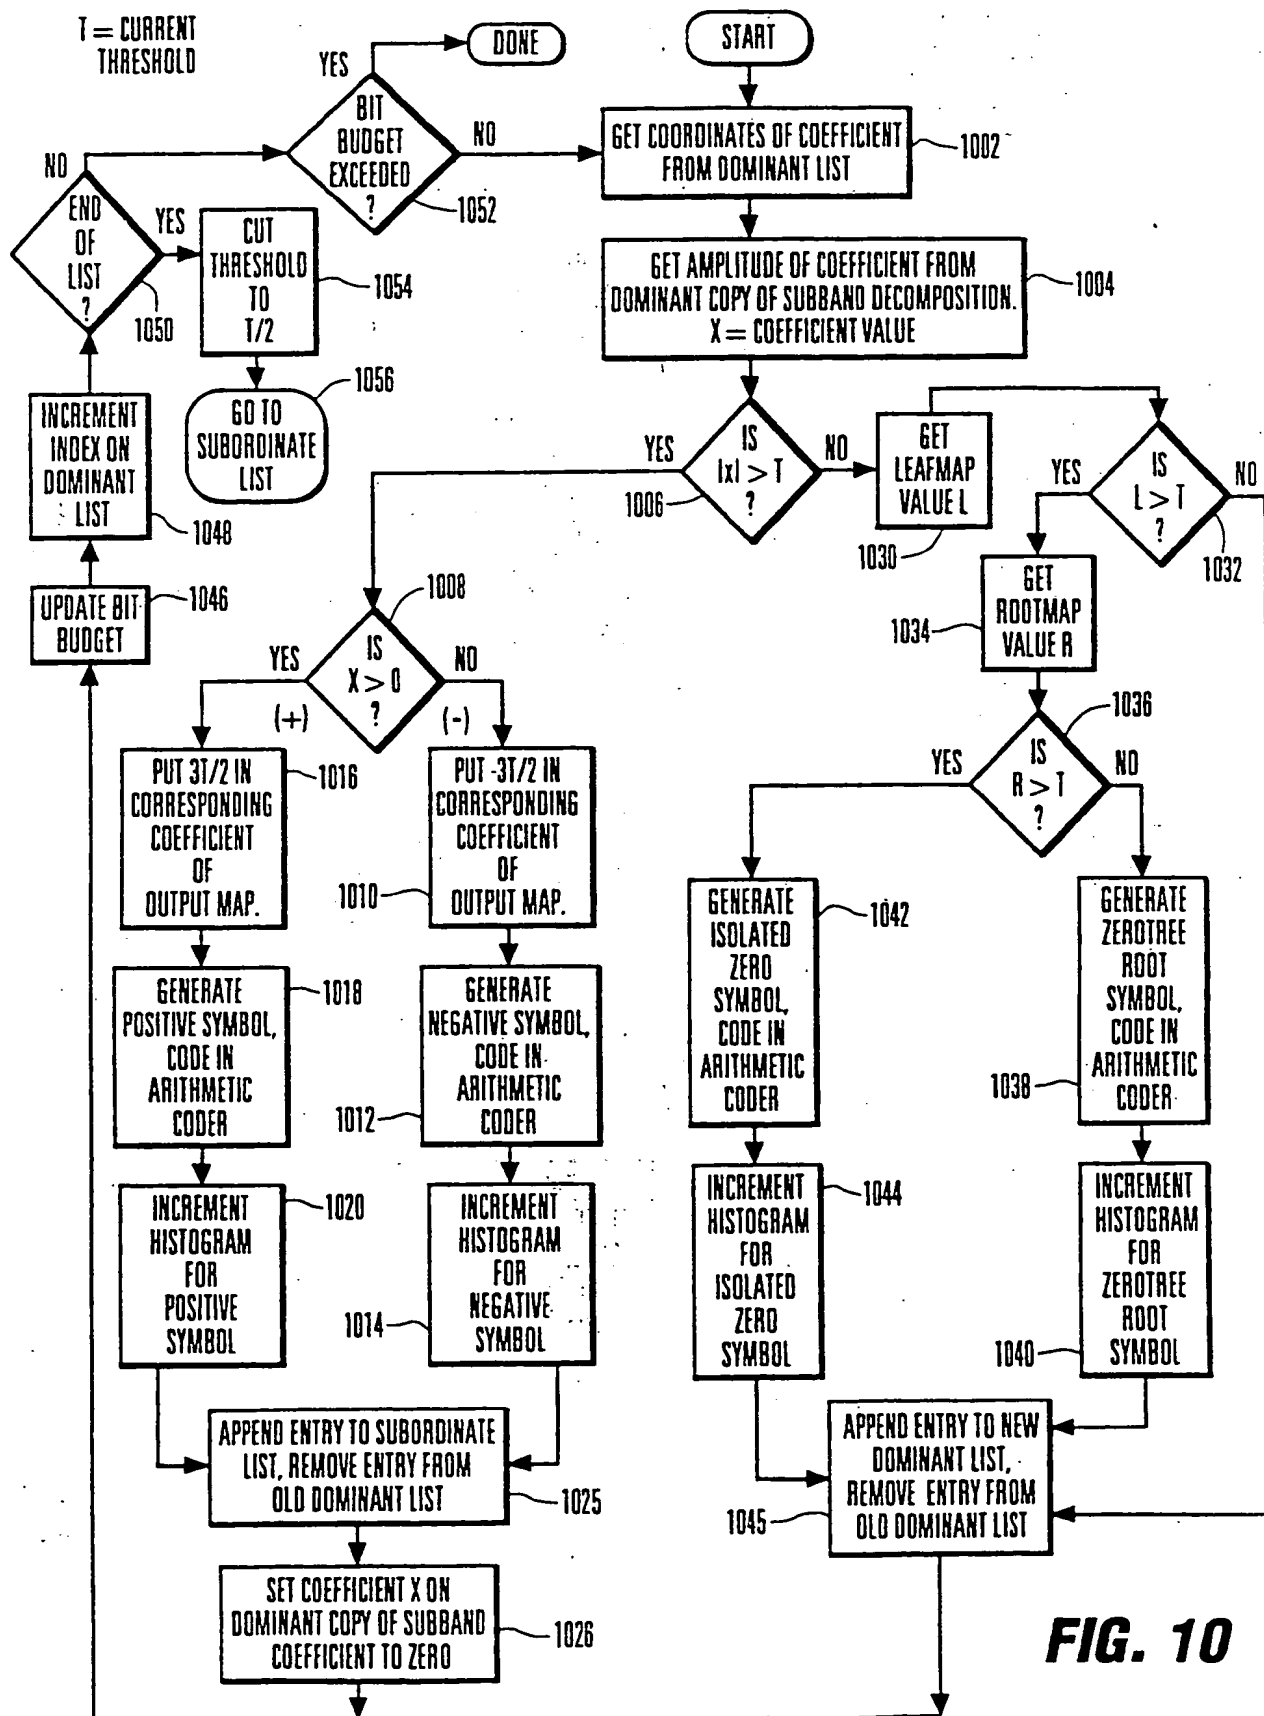 T = CURRENT
THRESHOLD
DONE
START
YES
BIT
BUDGET
EXCEEDED
?
NO
1052
GET COORDINATES OF COEFFICIENT
FROM DOMINANT LIST
1002
NO
END
OF
LIST
?
YES
1050
CUT
THRESHOLD
TO
T/2
1054
GET AMPLITUDE OF COEFFICIENT FROM
DOMINANT COPY OF SUBBAND DECOMPOSITION.
X = COEFFICIENT VALUE
1004
1056
GO TO
SUBORDINATE
LIST
INCREMENT
INDEX ON
DOMINANT
LIST
1048
YES
IS
|x| > T
?
NO
1006
GET
LEAFMAP
VALUE L
1030
YES
IS
L > T
?
NO
1032
UPDATE BIT
BUDGET
1046
1008
YES
IS
X > 0
?
NO
(+)
(-)
GET
ROOTMAP
VALUE R
1034
1036
YES
IS
R > T
?
NO
PUT 3T/2 IN
CORRESPONDING
COEFFICIENT
OF
OUTPUT MAP.
1016
PUT -3T/2 IN
CORRESPONDING
COEFFICIENT
OF
OUTPUT MAP.
1010
GENERATE
ISOLATED
ZERO
SYMBOL,
CODE IN
ARITHMETIC
CODER
1042
GENERATE
ZEROTREE
ROOT
SYMBOL,
CODE IN
ARITHMETIC
CODER
1038
GENERATE
POSITIVE SYMBOL,
CODE IN
ARITHMETIC
CODER
1018
GENERATE
NEGATIVE SYMBOL,
CODE IN
ARITHMETIC
CODER
1012
INCREMENT
HISTOGRAM
FOR
POSITIVE
SYMBOL
1020
INCREMENT
HISTOGRAM
FOR
NEGATIVE
SYMBOL
1014
INCREMENT
HISTOGRAM
FOR
ISOLATED
ZERO
SYMBOL
1044
INCREMENT
HISTOGRAM
FOR
ZEROTREE
ROOT
SYMBOL
1040
APPEND ENTRY TO SUBORDINATE
LIST, REMOVE ENTRY FROM
OLD DOMINANT LIST
1025
APPEND ENTRY TO NEW
DOMINANT LIST,
REMOVE ENTRY FROM
OLD DOMINANT LIST
1045
SET COEFFICIENT X ON
DOMINANT COPY OF SUBBAND
COEFFICIENT TO ZERO
1026
FIG. 10